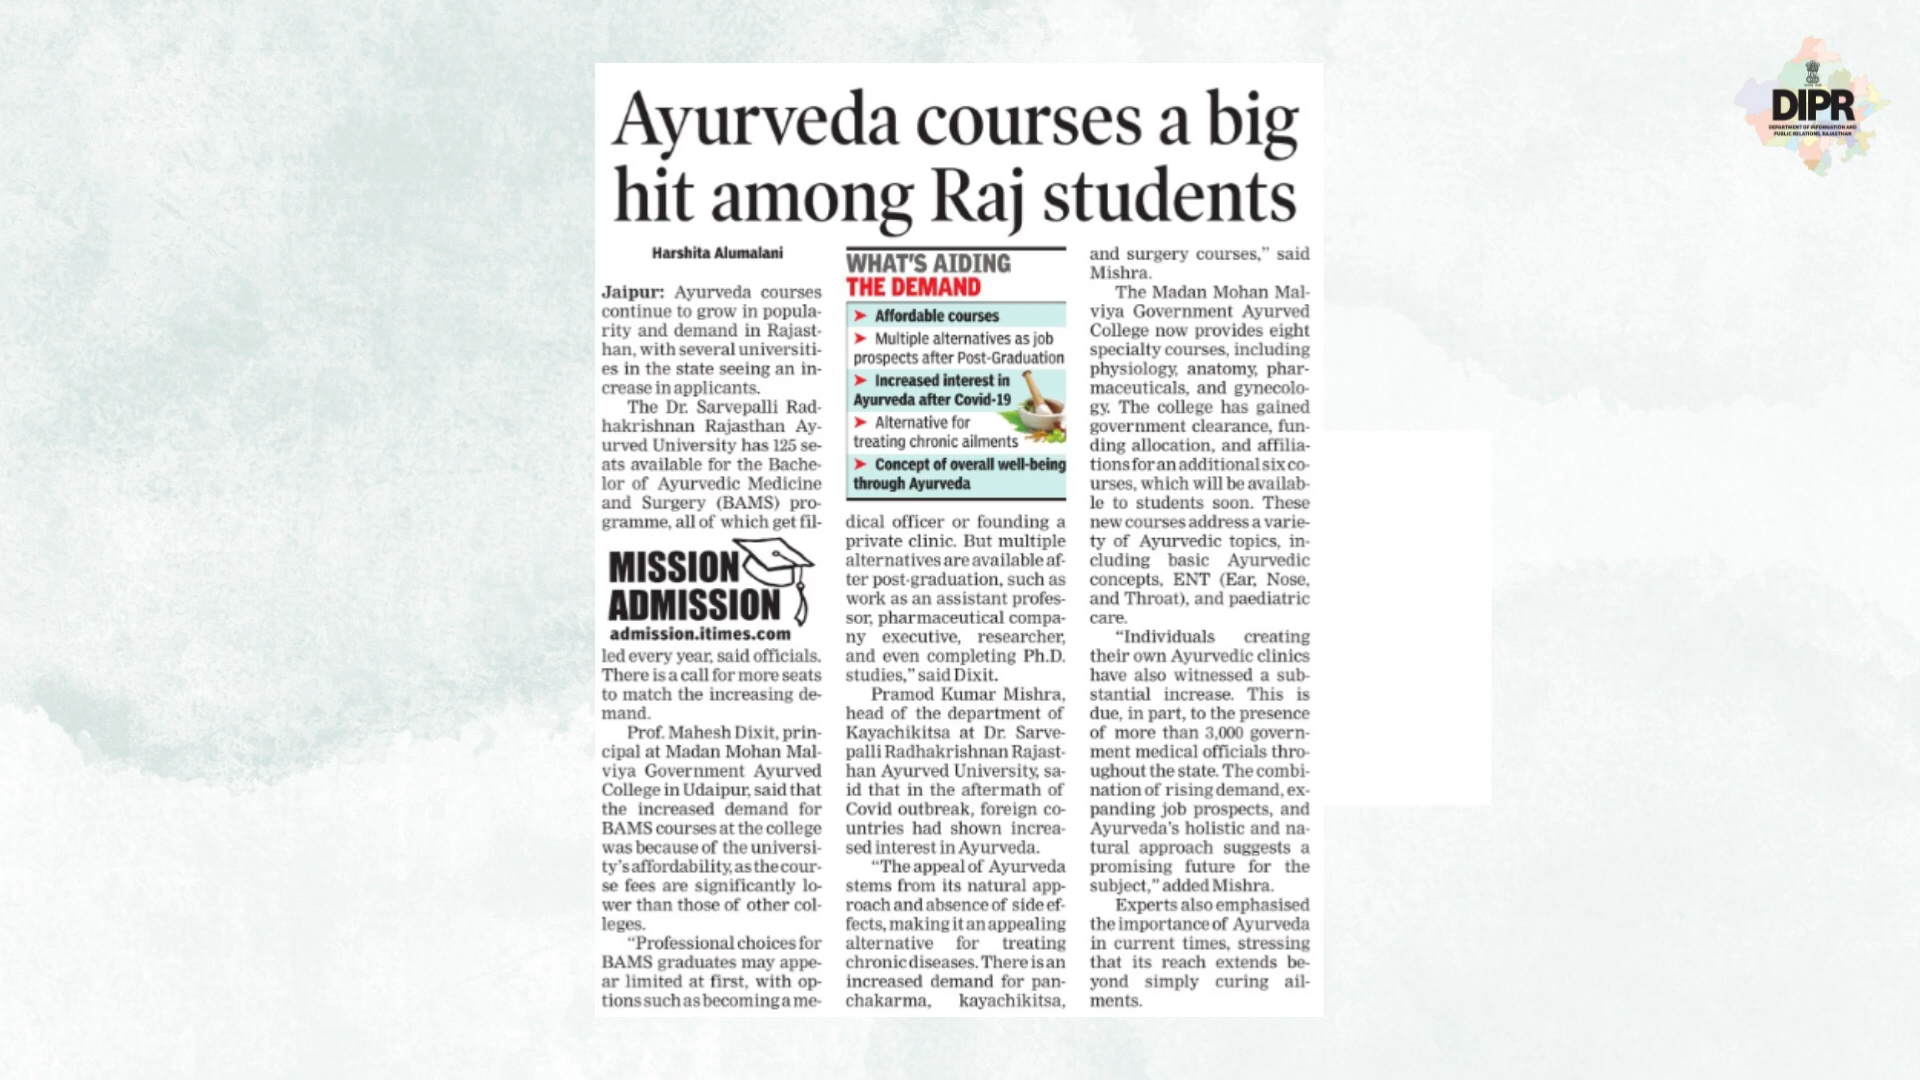 Ayurveda courses a big
hit among Raj students
Harshita Alumalani
Jaipur: Ayurveda courses
continue to grow in popula-
rity and demand in Rajast-
han, with several universiti-
es in the state seeing an in-
crease in applicants.
The Dr. Sarvepalli Rad-
hakrishnan Rajasthan Ay-
urved University has 125 se-
ats available for the Bache-
lor of Ayurvedic Medicine
and Surgery (BAMS) pro-
gramme, all of which get fil-
MISSION
ADMISSION
admission.itimes.com
led every year, said officials.
There is a call for more seats
to match the increasing de-
mand.
Prof. Mahesh Dixit, prin-
cipal at Madan Mohan Mal-
viya Government Ayurved
College in Udaipur, said that
the increased demand for
BAMS courses at the college
was because of the universi-
ty's affordability, as the cour-
se fees are significantly lo-
wer than those of other col-
leges.
"Professional choices for
BAMS graduates may appe-
ar limited at first, with op-
tions such as becoming a me-
WHAT'S AIDING
THE DEMAND
➤ Affordable courses
➤ Multiple alternatives as job
prospects after Post-Graduation
➤ Increased interest in
Ayurveda after Covid-19
➤ Alternative for
treating chronic ailments
➤ Concept of overall well-being
through Ayurveda
dical officer or founding a
private clinic. But multiple
alternatives are available af-
ter post-graduation, such as
work as an assistant profes-
sor, pharmaceutical compa-
ny executive, researcher,
and even completing Ph.D.
studies," said Dixit.
Pramod Kumar Mishra,
head of the department of
Kayachikitsa at Dr. Sarve-
palli Radhakrishnan Rajast-
han Ayurved University, sa-
id that in the aftermath of
Covid outbreak, foreign co-
untries had shown increa-
sed interest in Ayurveda.
"The appeal of Ayurveda
stems from its natural app-
roach and absence of side ef-
fects, making it an appealing
alternative for treating
chronic diseases. There is an
increased demand for pan-
chakarma, kayachikitsa,
and surgery courses," said
Mishra.
The Madan Mohan Mal-
viya Government Ayurved
College now provides eight
specialty courses, including
physiology, anatomy, phar-
maceuticals, and gynecolo-
gy. The college has gained
government clearance, fun-
ding allocation, and affilia-
tions for an additional six co-
urses, which will be availab-
le to students soon. These
new courses address a varie-
ty of Ayurvedic topics, in-
cluding basic Ayurvedic
concepts, ENT (Ear, Nose,
and Throat), and paediatric
care.
"Individuals creating
their own Ayurvedic clinics
have also witnessed a sub-
stantial increase. This is
due, in part, to the presence
of more than 3,000 govern-
ment medical officials thro-
ughout the state. The combi-
nation of rising demand, ex-
panding job prospects, and
Ayurveda's holistic and na-
tural approach suggests a
promising future for the
subject," added Mishra.
Experts also emphasised
the importance of Ayurveda
in current times, stressing
that its reach extends be-
yond simply curing ail-
ments.
DIPR
DEPARTMENT OF INFORMATION AND
PUBLIC RELATIONS, RAJASTHAN